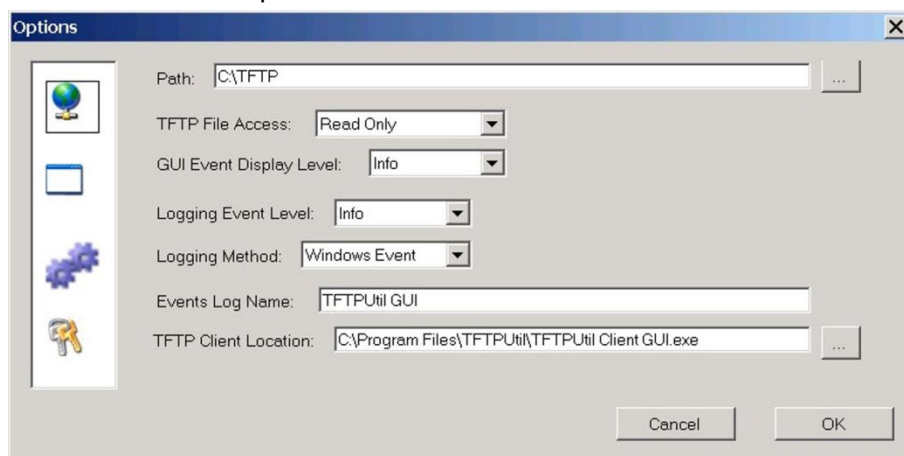 Options
Path: C:\TFTP ...
TFTP File Access: Read Only
GUI Event Display Level: Info
Logging Event Level: Info
Logging Method: Windows Event
Events Log Name: TFTPUtil GUI
TFTP Client Location: C:\Program Files\TFTPUtil\TFTPUtil Client GUI.exe ...
Cancel OK